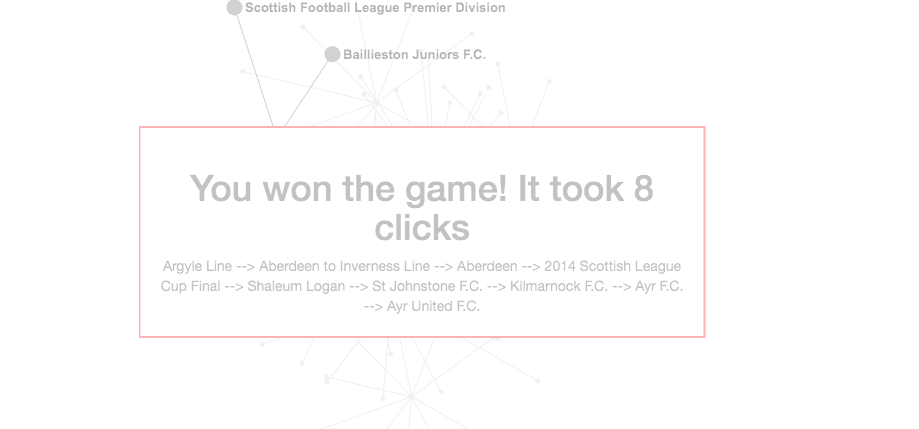 Scottish Football League Premier Division
Baillieston Juniors F.C.
You won the game! It took 8
clicks
Argyle Line --> Aberdeen to Inverness Line --> Aberdeen --> 2014 Scottish League
Cup Final --> Shaleum Logan --> St Johnstone F.C. --> Kilmarnock F.C. --> Ayr F.C.
--> Ayr United F.C.